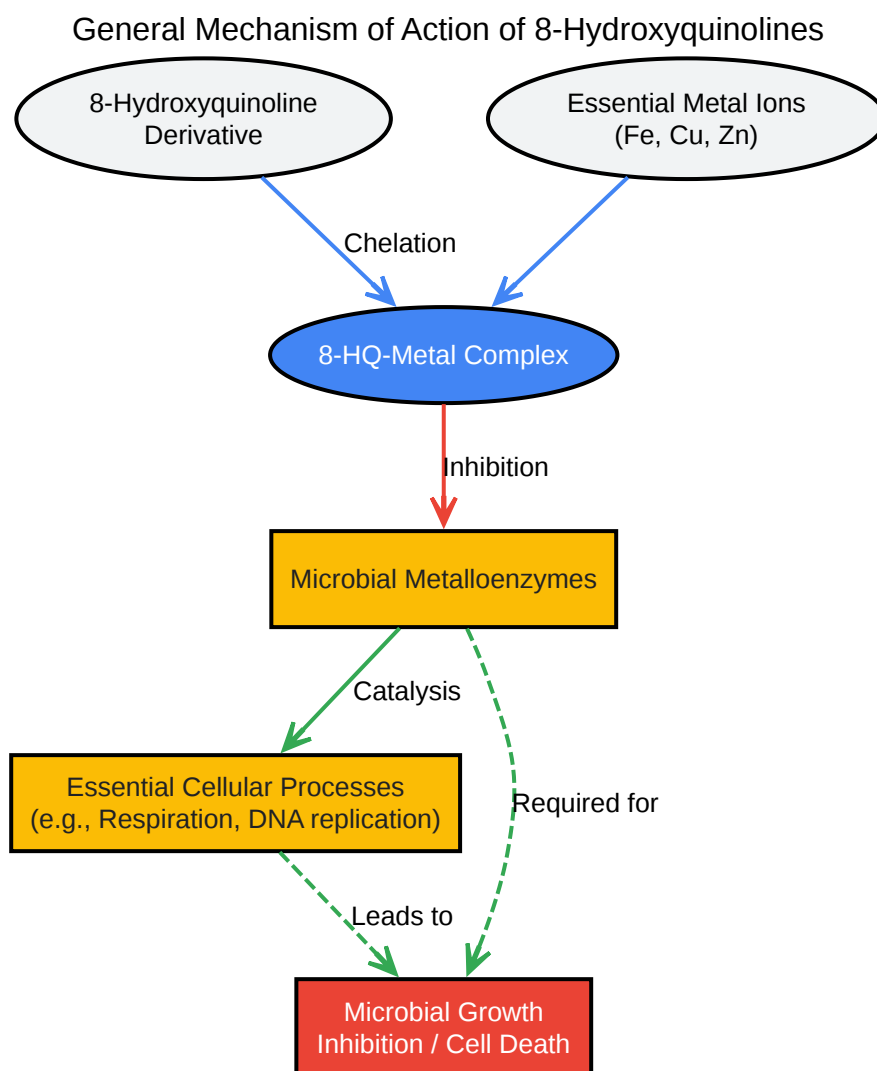 General Mechanism of Action of 8-Hydroxyquinolines
8-Hydroxyquinoline
Derivative
Essential Metal Ions
(Fe, Cu, Zn)
Chelation
8-HQ-Metal Complex
Inhibition
Microbial Metalloenzymes
Catalysis
Essential Cellular Processes
(e.g., Respiration, DNA replication)
Required for
Leads to
Microbial Growth
Inhibition / Cell Death